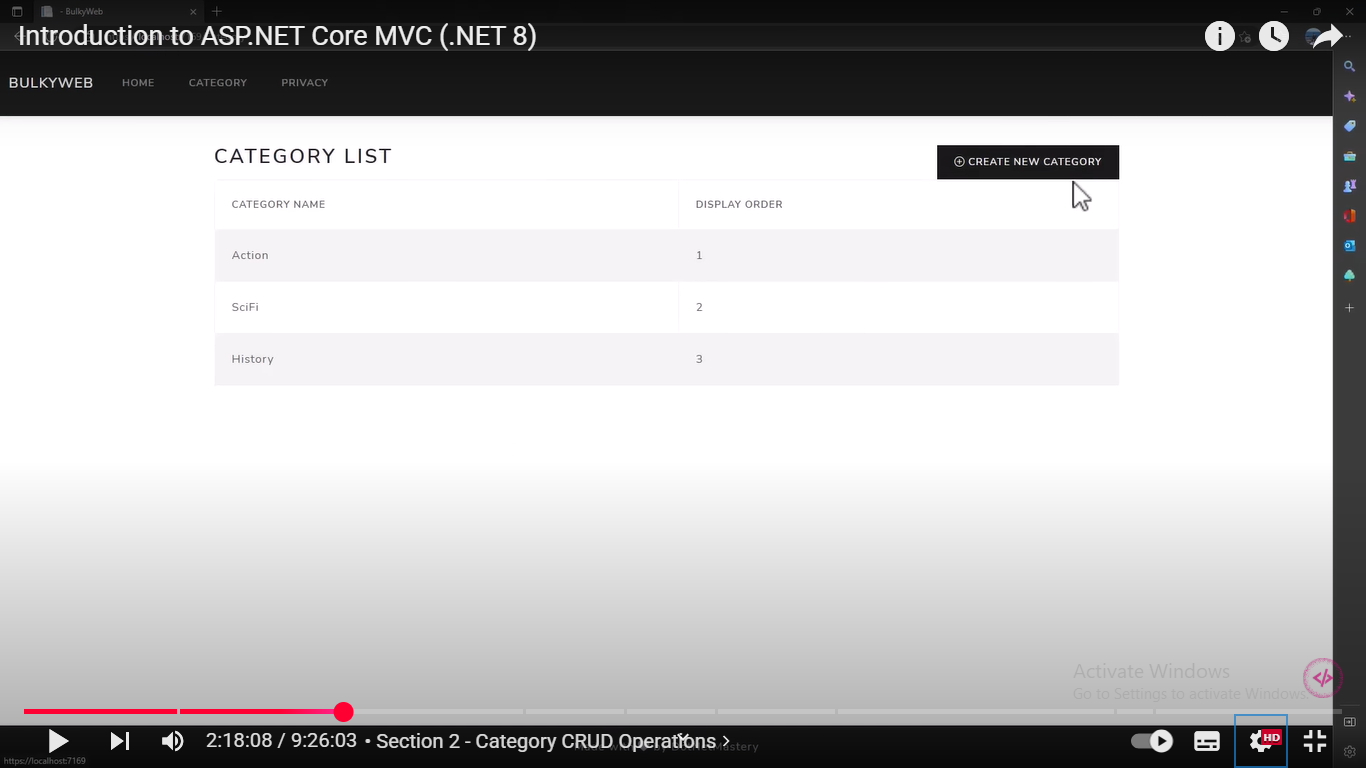 - BulkyWeb
Introduction to ASP.NET Core MVC (.NET 8)
BULKYWEB HOME CATEGORY PRIVACY
CATEGORY LIST
CREATE NEW CATEGORY
CATEGORY NAME DISPLAY ORDER
Action 1
SciFi 2
History 3
Activate Windows
Go to Settings to activate Windows.
2:18:08 / 9:26:03 • Section 2 - Category CRUD Operations
HD
https://localhost:7169